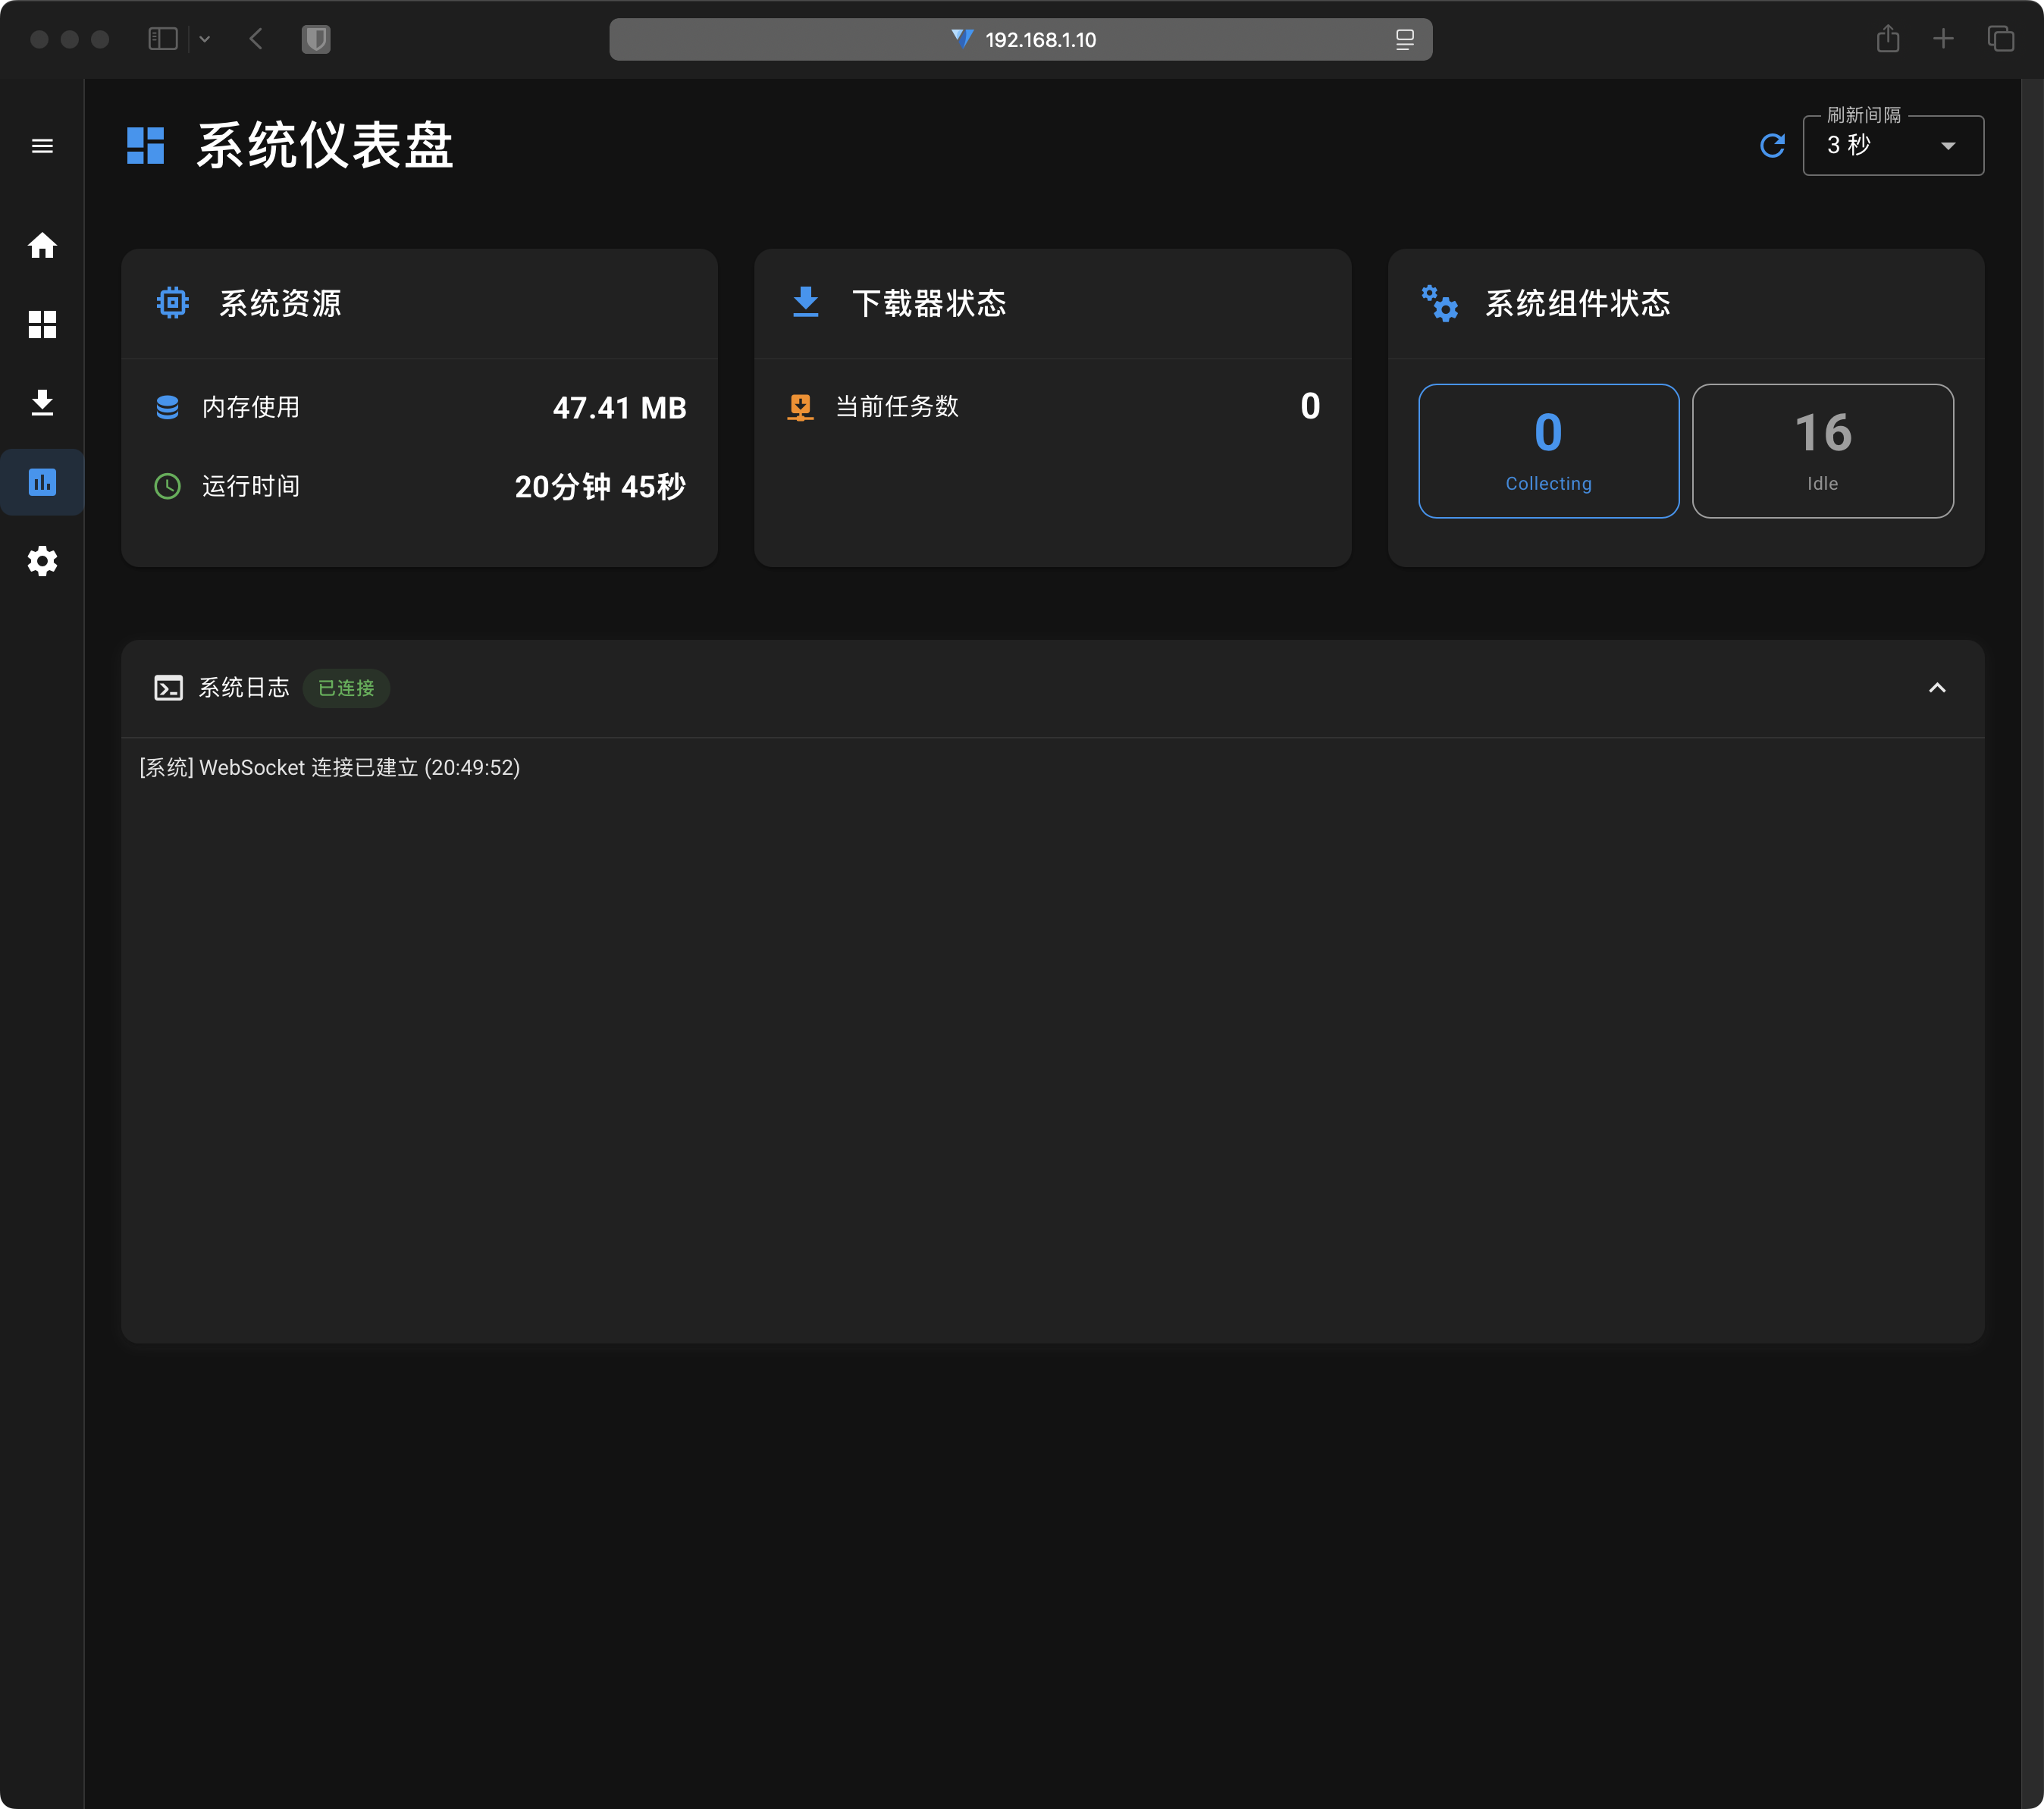 192.168.1.10
系统仪表盘
刷新间隔
3 秒
系统资源
内存使用
47.41 MB
运行时间
20分钟 45秒
下载器状态
当前任务数
0
系统组件状态
0
Collecting
16
Idle
系统日志
已连接
[系统] WebSocket 连接已建立 (20:49:52)